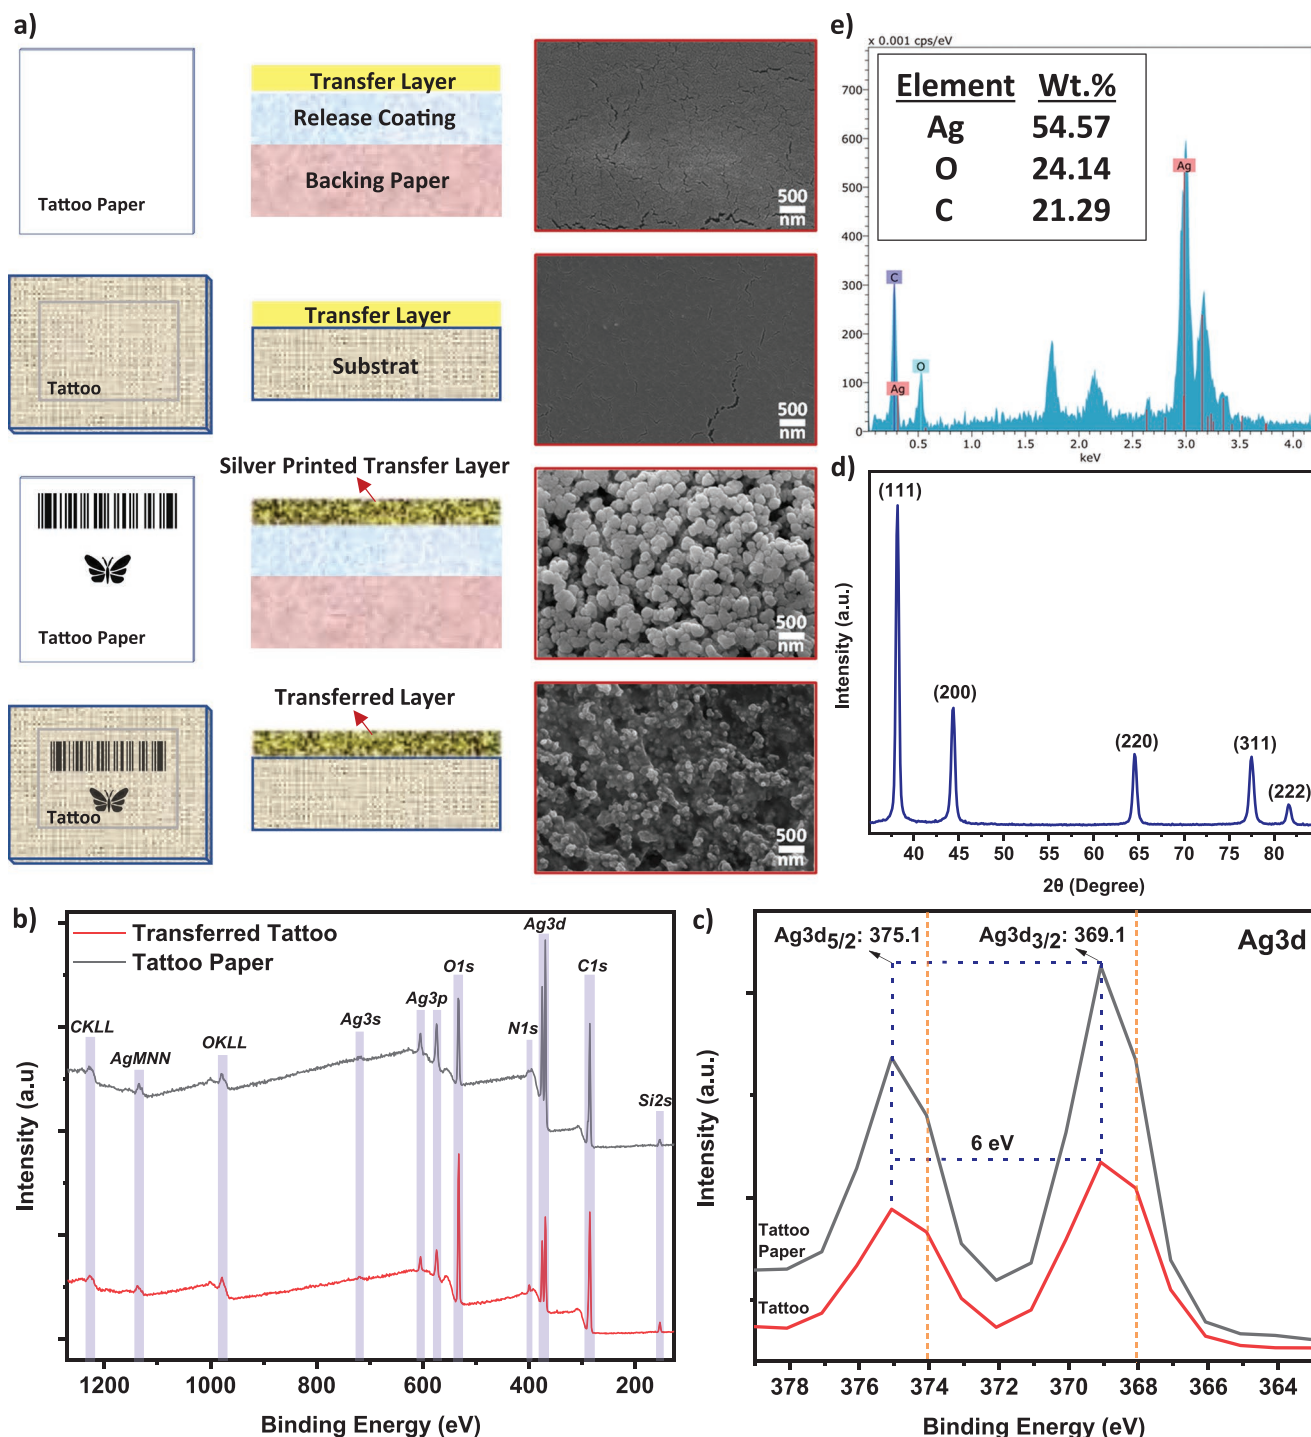 a)
Tattoo Paper
Transfer Layer
Release Coating
Backing Paper
500
nm
Tattoo
Transfer Layer
Substrat
500
nm
Silver Printed Transfer Layer
Tattoo Paper
500
nm
Transferred Layer
Tattoo
500
nm
e)
x 0.001 cps/eV
Element Wt.%
Ag 54.57
O 24.14
C 21.29
700
600
500
400
300
200
100
0
C
Ag
O
Ag
0.5 1.0 1.5 2.0 2.5 3.0 3.5 4.0
keV
d)
Intensity (a.u.)
(111)
(200)
(220)
(311)
(222)
40 45 50 55 60 65 70 75 80
2θ (Degree)
b)
Transferred Tattoo
Tattoo Paper
Intensity (a.u)
CKLL
AgMNN
OKLL
Ag3s
Ag3p
O1s
N1s
Ag3d
C1s
Si2s
1200 1000 800 600 400 200
Binding Energy (eV)
c)
Ag3d5/2: 375.1
Ag3d3/2: 369.1
Ag3d
Intensity (a.u.)
6 eV
Tattoo
Paper
Tattoo
378 376 374 372 370 368 366 364
Binding Energy (eV)